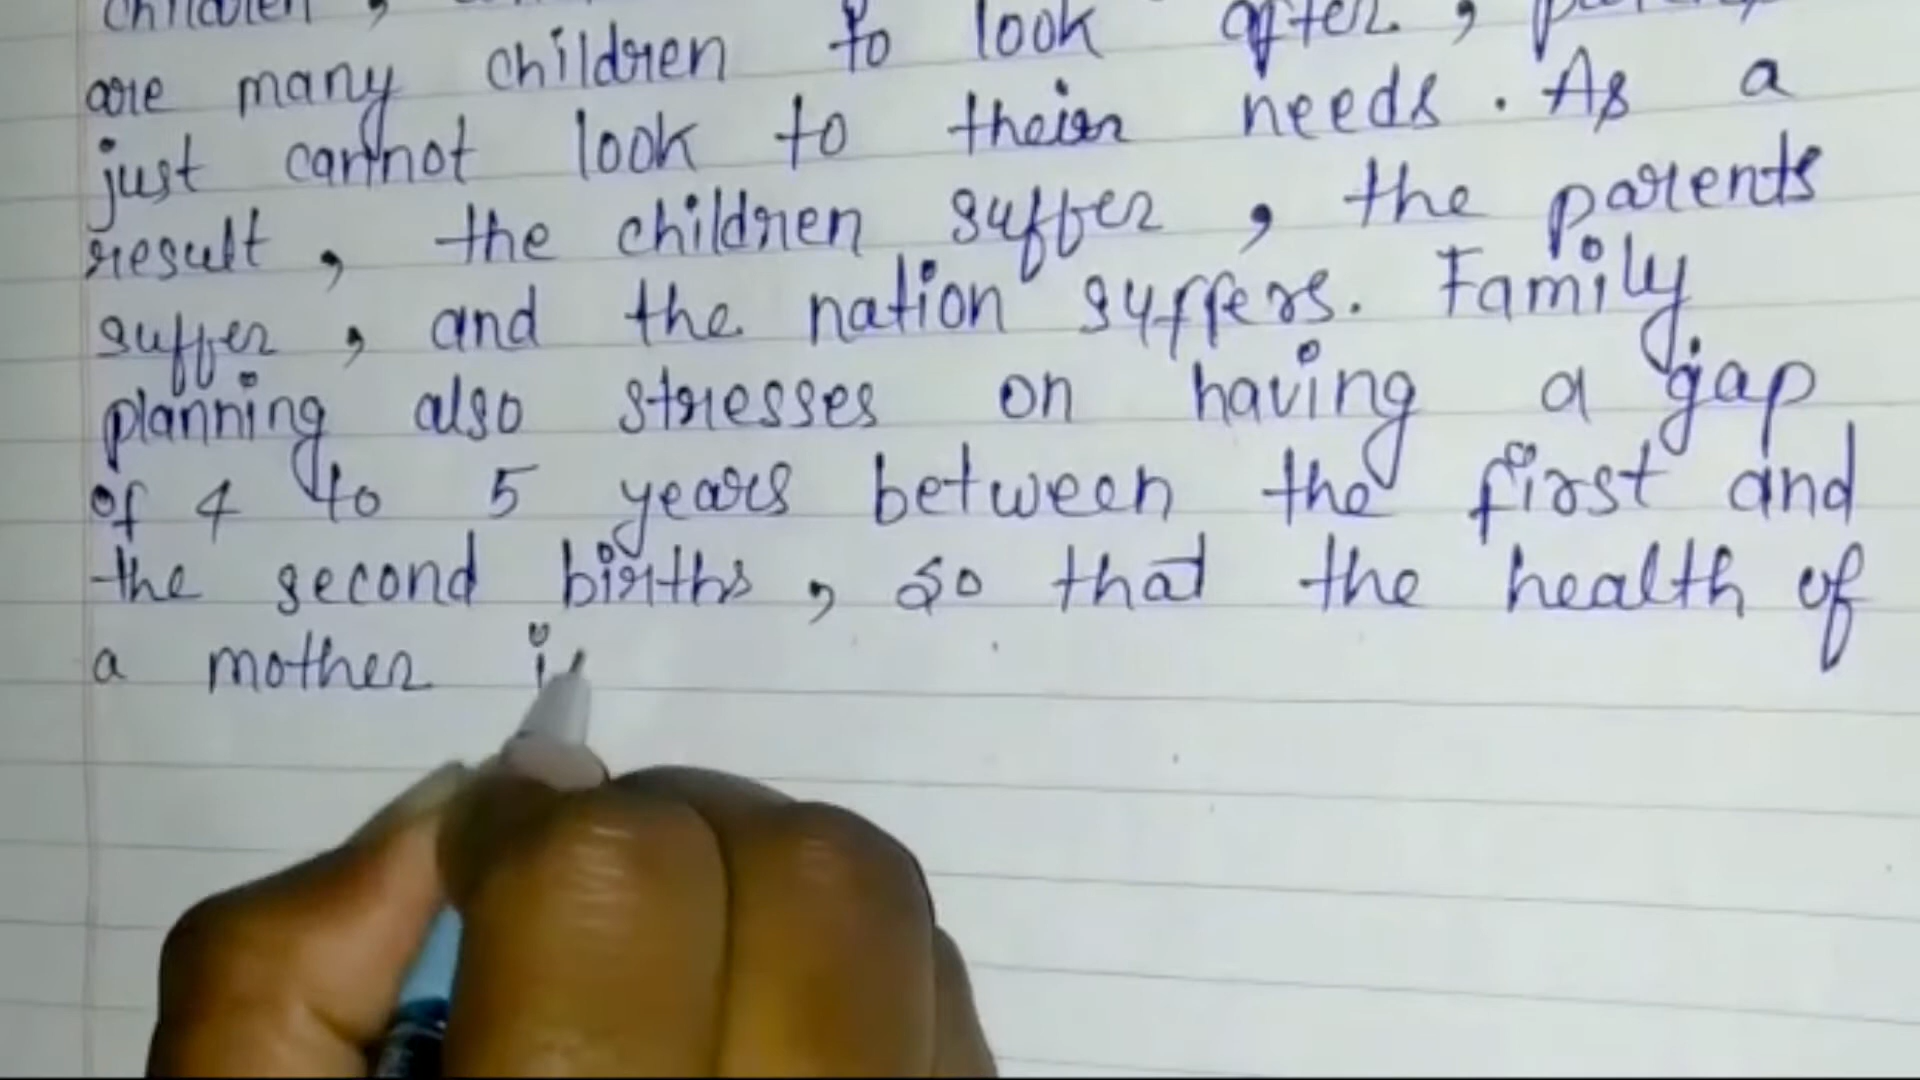 children ,
are many children to look after ,
just cannot look to their needs . As a
result , the children suffer , the parents
suffer , and the nation suffers. Family
planning also stresses on having a gap
of 4 to 5 years between the first and
the second births , so that the health of
a mother